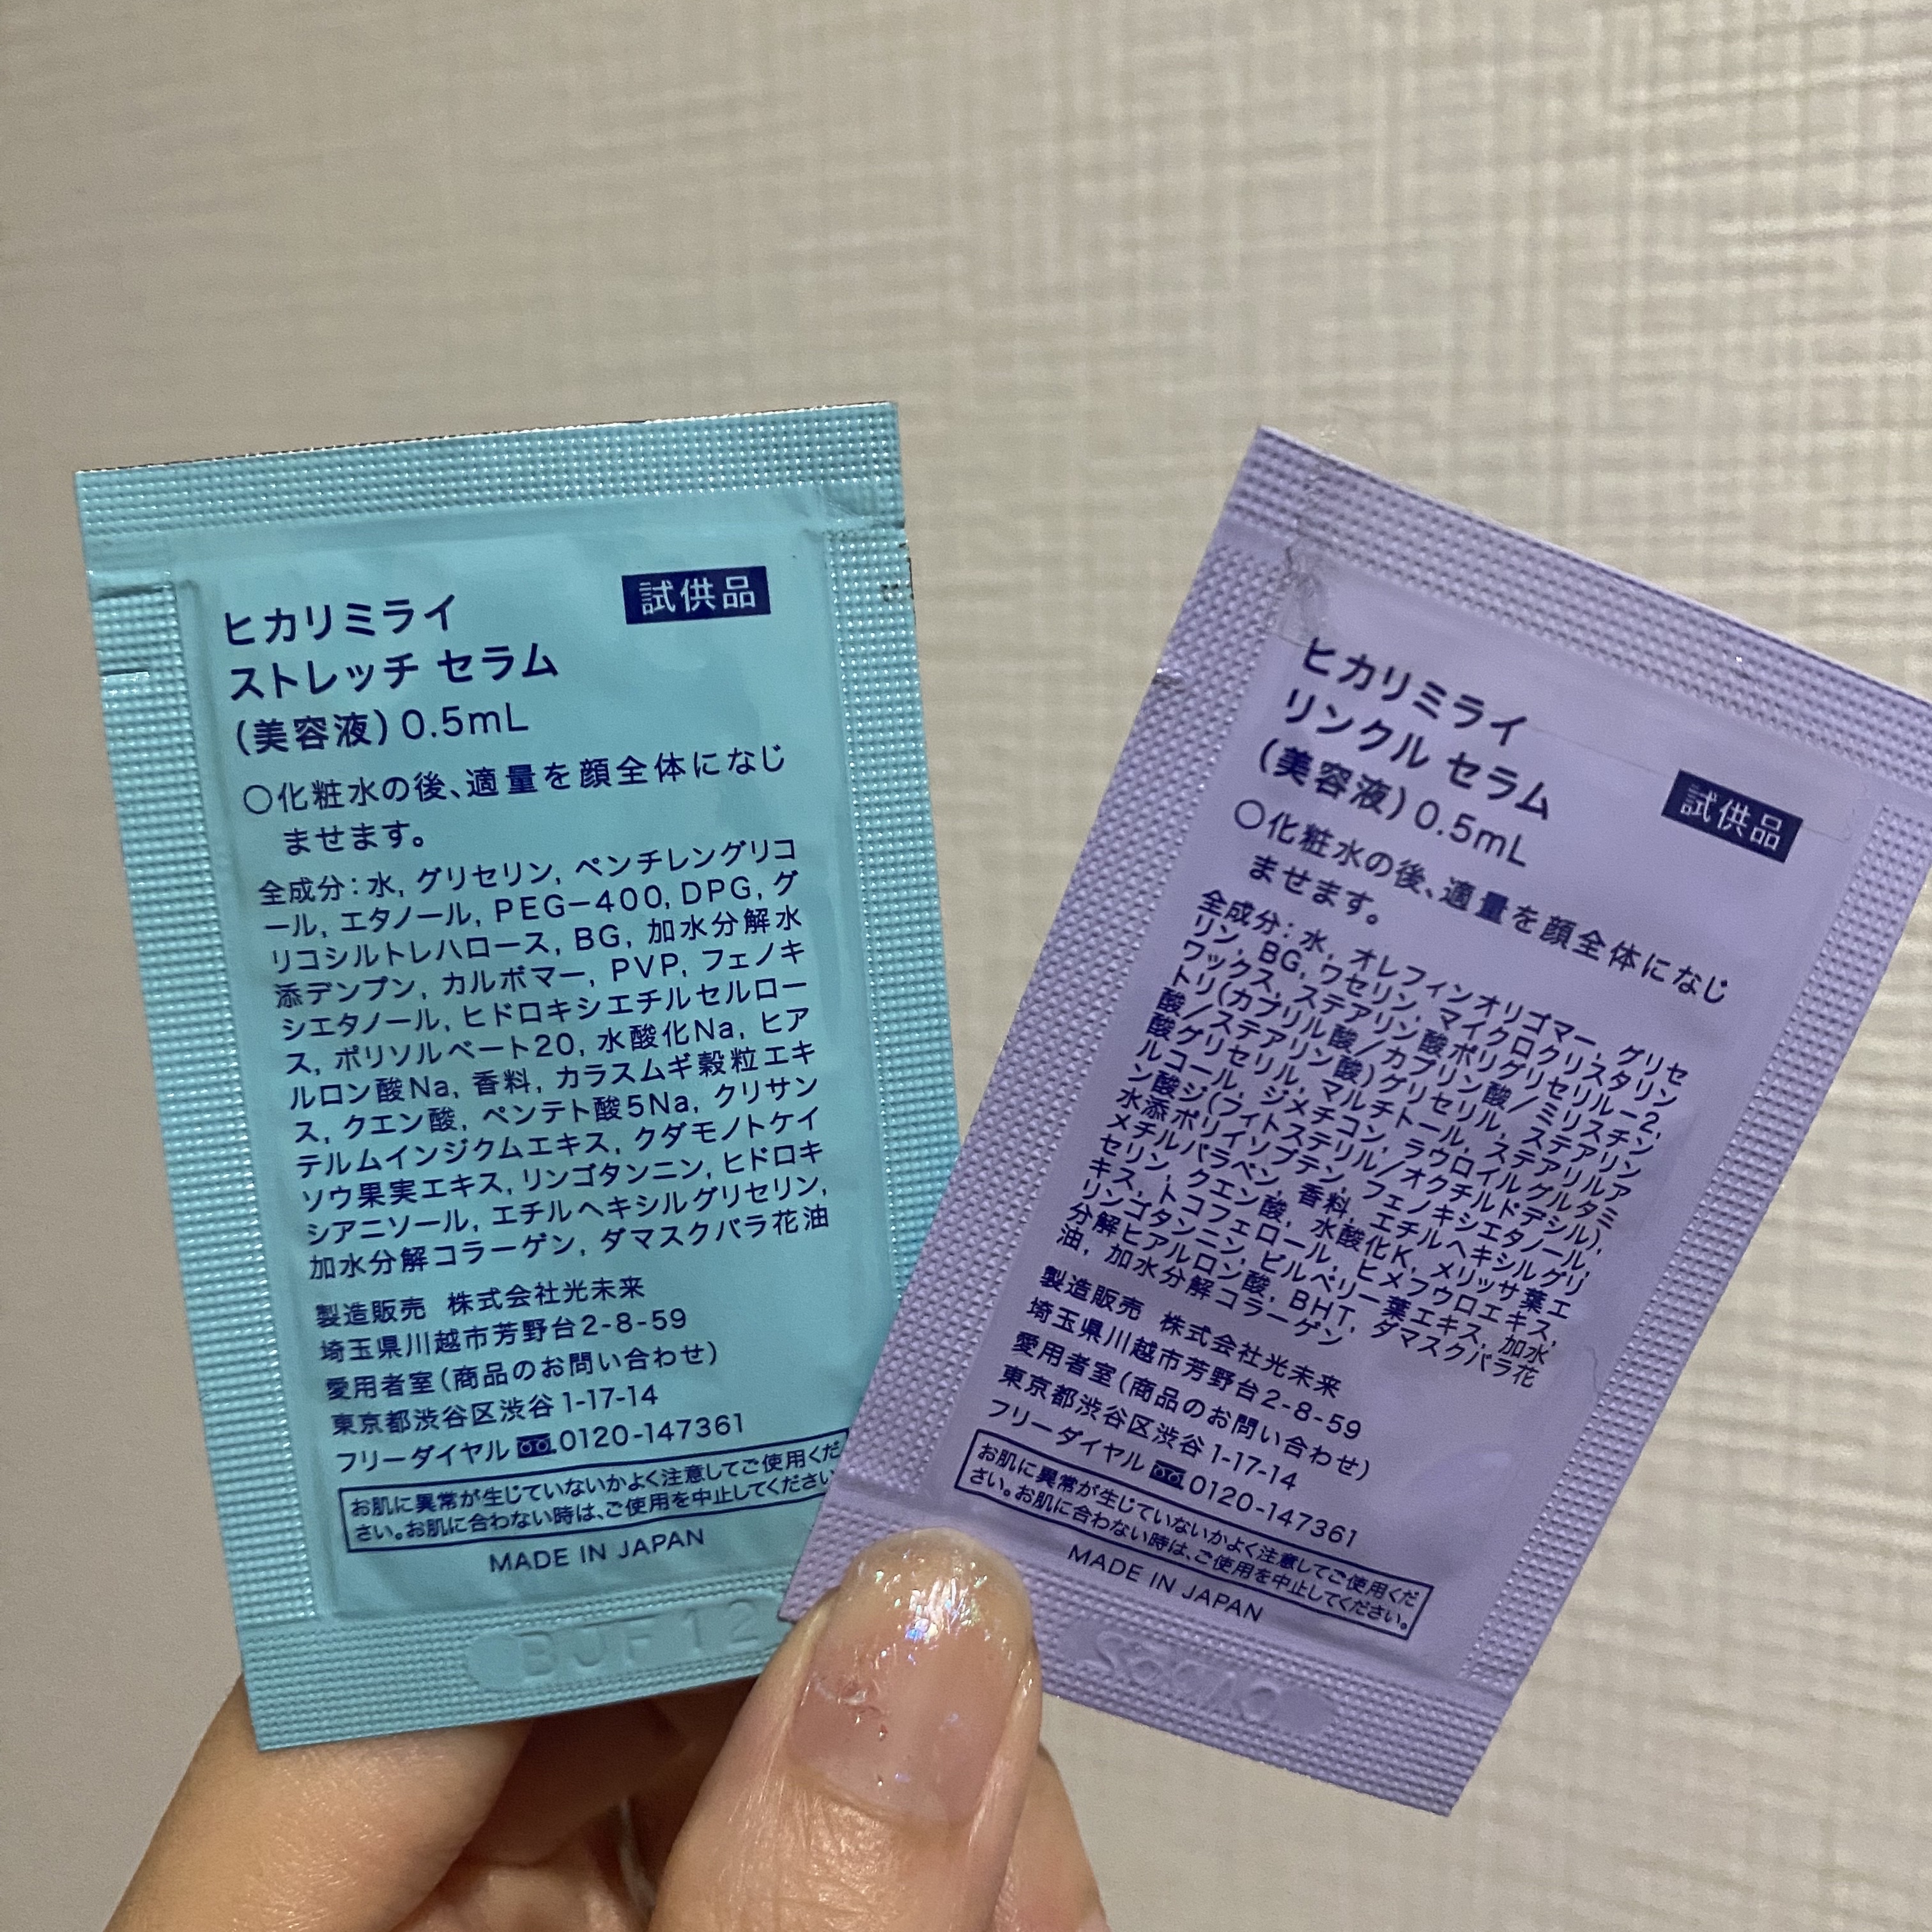 ヒカリミライ
ストレッチ セラム
(美容液) 0.5mL
試供品
○化粧水の後、適量を顔全体になじ
ませます。
全成分：水, グリセリン, ペンチレングリコ
ール, エタノール, PEG－400, DPG, グ
リコシルトレハロース, BG, 加水分解水
添デンプン, カルボマー, PVP, フェノキ
シエタノール, ヒドロキシエチルセルロー
ス, ポリソルベート20, 水酸化Na, ヒア
ルロン酸Na, 香料, カラスムギ穀粒エキ
ス, クエン酸, ペンテト酸5Na, クリサン
テルムインジクムエキス, クダモノトケイ
ソウ果実エキス, リンゴタンニン, ヒドロキ
シアニソール, エチルヘキシルグリセリン,
加水分解コラーゲン, ダマスクバラ花油
製造販売 株式会社光未来
埼玉県川越市芳野台2-8-59
愛用者室(商品のお問い合わせ)
東京都渋谷区渋谷1-17-14
フリーダイヤル 0120-147361
お肌に異常が生じていないかよく注意してご使用くだ
さい。お肌に合わない時は、ご使用を中止してください
MADE IN JAPAN
ヒカリミライ
リンクル セラム
(美容液) 0.5mL
試供品
○化粧水の後、適量を顔全体になじ
ませます。
全成分：水, オレフィンオリゴマー, グリセ
リン, BG, ワセリン, マイクロクリスタリン
ワックス, ステアリン酸ポリグリセリル－2,
トリ(カプリル酸／カプリン酸／ミリスチン
酸／ステアリン酸)グリセリル, ステアリン
酸グリセリル, マルチトール, ステアリルア
ルコール, ジメチコン, ラウロイルグルタミ
ン酸ジ(フィトステリル／オクチルドデシル),
水添ポリイソブテン, フェノキシエタノール,
メチルパラベン, 香料, エチルヘキシルグリ
セリン, クエン酸, 水酸化K, メリッサ葉エ
キス, トコフェロール, ヒメフウロエキス,
リンゴタンニン, ビルベリー葉エキス, 加水
分解ヒアルロン酸, BHT, ダマスクバラ花
油, 加水分解コラーゲン
製造販売 株式会社光未来
埼玉県川越市芳野台2-8-59
愛用者室(商品のお問い合わせ)
東京都渋谷区渋谷1-17-14
フリーダイヤル 0120-147361
お肌に異常が生じていないかよく注意してご使用くだ
さい。お肌に合わない時は、ご使用を中止してください。
MADE IN JAPAN